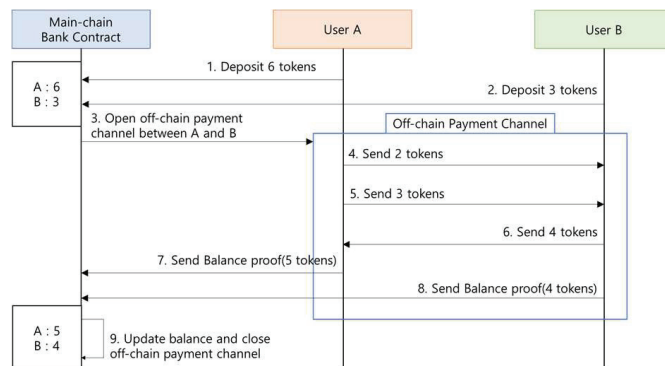 Main-chain
Bank Contract
User A
User B
1. Deposit 6 tokens
A : 6
B : 3
2. Deposit 3 tokens
3. Open off-chain payment
channel between A and B
Off-chain Payment Channel
4. Send 2 tokens
5. Send 3 tokens
6. Send 4 tokens
7. Send Balance proof(5 tokens)
8. Send Balance proof(4 tokens)
A : 5
B : 4
9. Update balance and close
off-chain payment channel